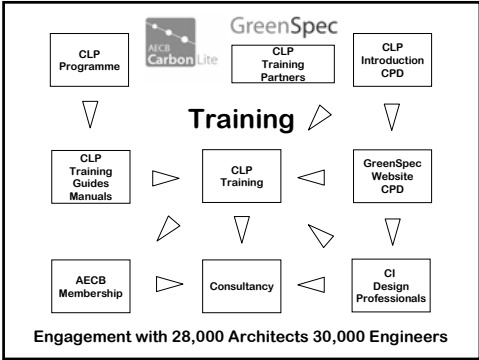 GreenSpec
AECB
CarbonLite
CLP
Programme
CLP
Training
Partners
CLP
Introduction
CPD
Training
CLP
Training
Guides
Manuals
CLP
Training
GreenSpec
Website
CPD
AECB
Membership
Consultancy
CI
Design
Professionals
Engagement with 28,000 Architects 30,000 Engineers